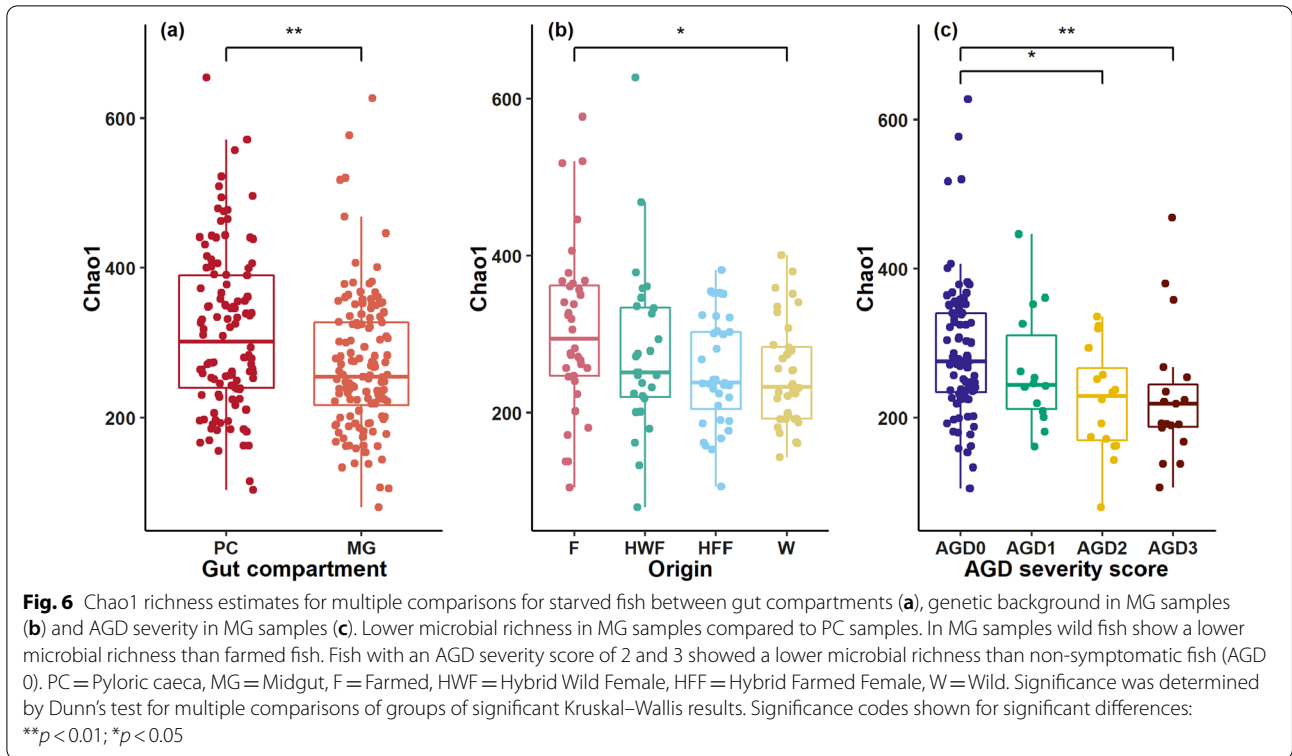 (a)
**
Chao1
600
400
200
PC MG
Gut compartment
(b)
*
Chao1
600
400
200
F HWF HFF W
Origin
(c)
**
*
Chao1
600
400
200
AGD0 AGD1 AGD2 AGD3
AGD severity score
Fig. 6 Chao1 richness estimates for multiple comparisons for starved fish between gut compartments (a), genetic background in MG samples
(b) and AGD severity in MG samples (c). Lower microbial richness in MG samples compared to PC samples. In MG samples wild fish show a lower
microbial richness than farmed fish. Fish with an AGD severity score of 2 and 3 showed a lower microbial richness than non-symptomatic fish (AGD
0). PC = Pyloric caeca, MG = Midgut, F = Farmed, HWF = Hybrid Wild Female, HFF = Hybrid Farmed Female, W = Wild. Significance was determined
by Dunn's test for multiple comparisons of groups of significant Kruskal–Wallis results. Significance codes shown for significant differences:
**p < 0.01; *p < 0.05